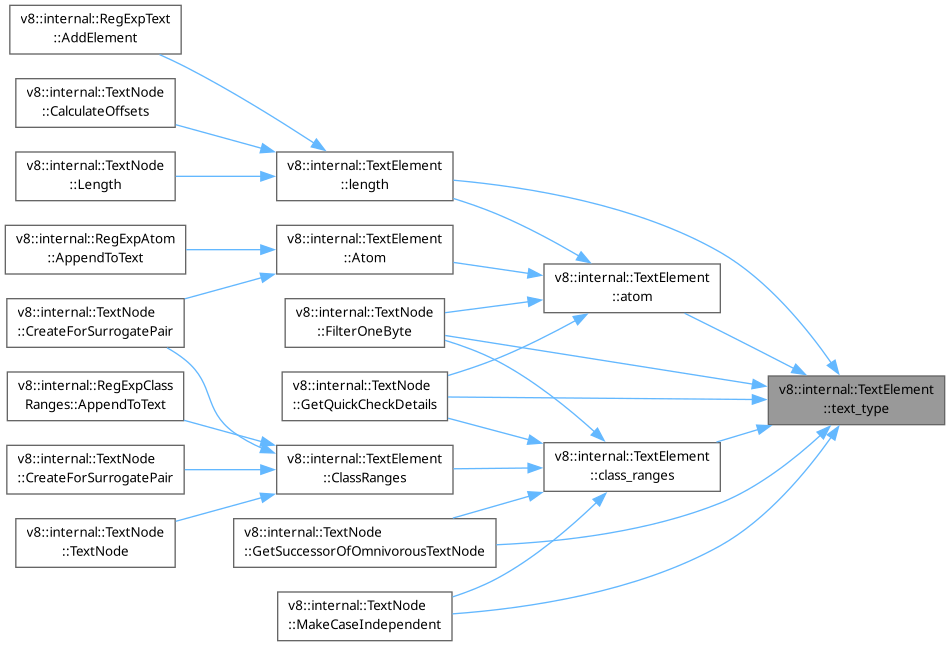 v8::internal::RegExpText
::AddElement
v8::internal::TextNode
::CalculateOffsets
v8::internal::TextNode
::Length
v8::internal::RegExpAtom
::AppendToText
v8::internal::TextNode
::CreateForSurrogatePair
v8::internal::RegExpClass
Ranges::AppendToText
v8::internal::TextNode
::CreateForSurrogatePair
v8::internal::TextNode
::TextNode
v8::internal::TextElement
::length
v8::internal::TextElement
::Atom
v8::internal::TextNode
::FilterOneByte
v8::internal::TextNode
::GetQuickCheckDetails
v8::internal::TextElement
::ClassRanges
v8::internal::TextNode
::GetSuccessorOfOmnivorousTextNode
v8::internal::TextNode
::MakeCaseIndependent
v8::internal::TextElement
::atom
v8::internal::TextElement
::class_ranges
v8::internal::TextElement
::text_type